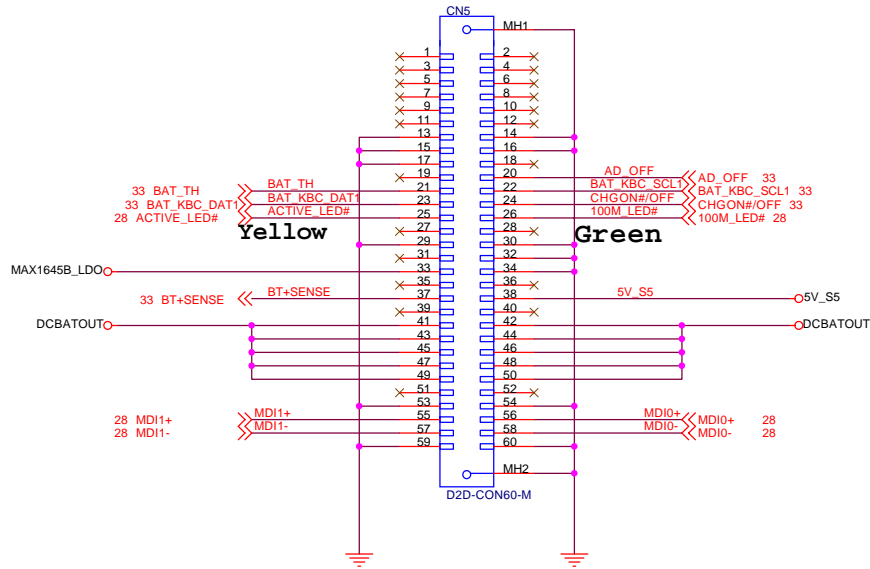 CN5
MH1
1 2
3 4
5 6
7 8
9 10
11 12
13 14
15 16
17 18
19 20 AD_OFF AD_OFF 33
33 BAT_TH BAT_TH 21 22 BAT_KBC_SCL1 BAT_KBC_SCL1 33
33 BAT_KBC_DAT1 BAT_KBC_DAT1 23 24 CHGON#/OFF CHGON#/OFF 33
28 ACTIVE_LED# ACTIVE_LED# 25 26 100M_LED# 100M_LED# 28
Yellow 27 28 Green
29 30
31 32
MAX1645B_LDO 33 34
35 36
33 BT+SENSE BT+SENSE 37 38 5V_S5 5V_S5
39 40
DCBATOUT 41 42 DCBATOUT
43 44
45 46
47 48
49 50
51 52
53 54
28 MDI1+ MDI1+ 55 56 MDI0+ MDI0+ 28
28 MDI1- MDI1- 57 58 MDI0- MDI0- 28
59 60
MH2
D2D-CON60-M